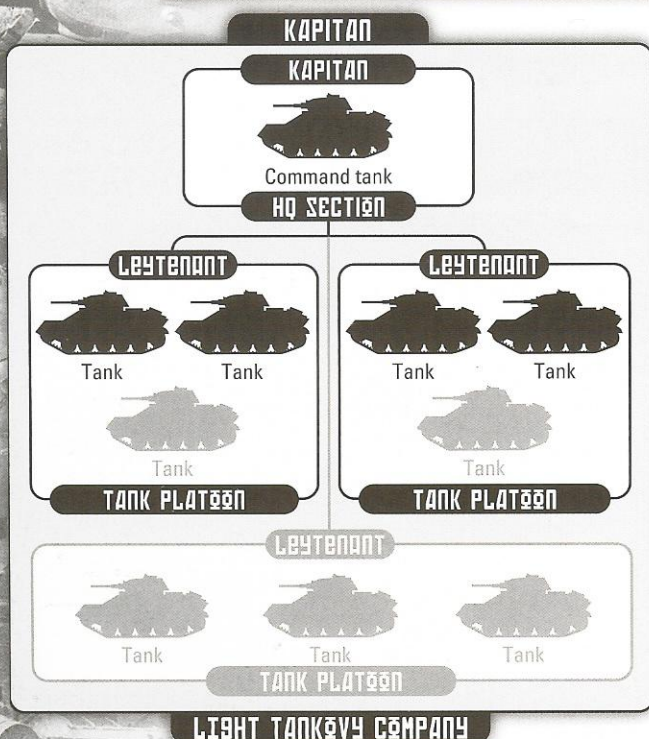 KAPITAN
KAPITAN
Command tank
HQ SECTION
LEYTENANT LEYTENANT
Tank Tank Tank Tank
Tank Tank
TANK PLATOON TANK PLATOON
LEYTENANT
Tank Tank Tank
TANK PLATOON
LIGHT TANKOVY COMPANY